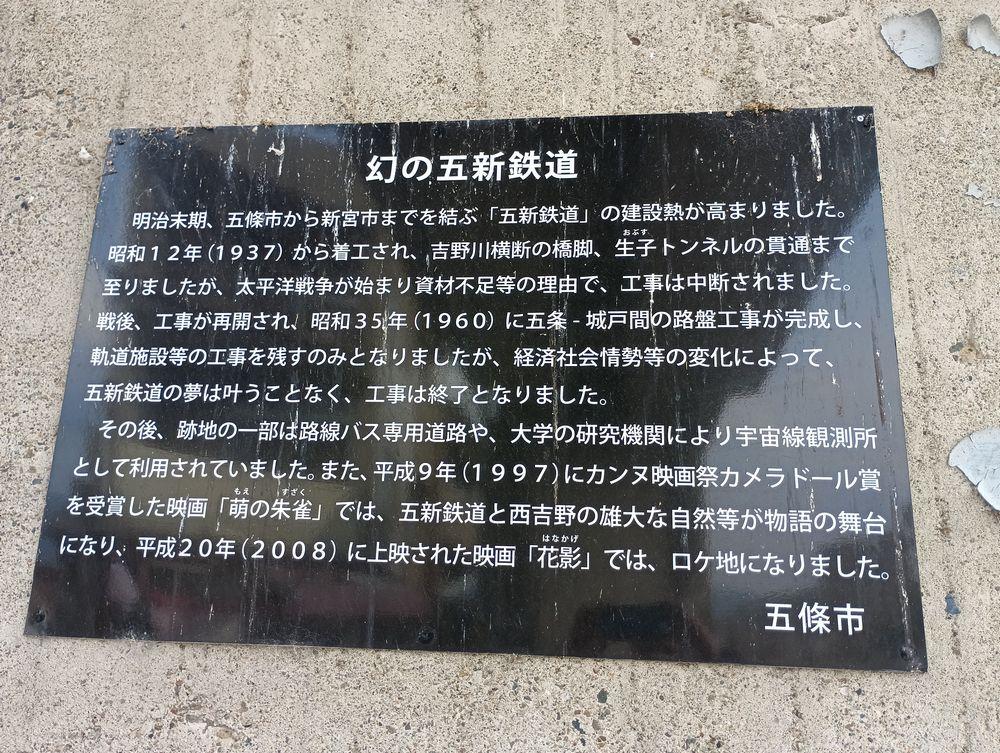 幻の五新鉄道
明治末期、五條市から新宮市までを結ぶ「五新鉄道」の建設熱が高まりました。
昭和12年(1937)から着工され、吉野川横断の橋脚、生子トンネルの貫通まで
おぶす
至りましたが、太平洋戦争が始まり資材不足等の理由で、工事は中断されました。
戦後、工事が再開され、昭和35年(1960)に五条-城戸間の路盤工事が完成し、
軌道施設等の工事を残すのみとなりましたが、経済社会情勢等の変化によって、
五新鉄道の夢は叶うことなく、工事は終了となりました。
その後、跡地の一部は路線バス専用道路や、大学の研究機関により宇宙線観測所
として利用されていました。また、平成9年(1997)にカンヌ映画祭カメラドール賞
を受賞した映画「萌の朱雀」では、五新鉄道と西吉野の雄大な自然等が物語の舞台
もえ すざく
になり、平成20年(2008)に上映された映画「花影」では、ロケ地になりました。
はなかげ
五條市